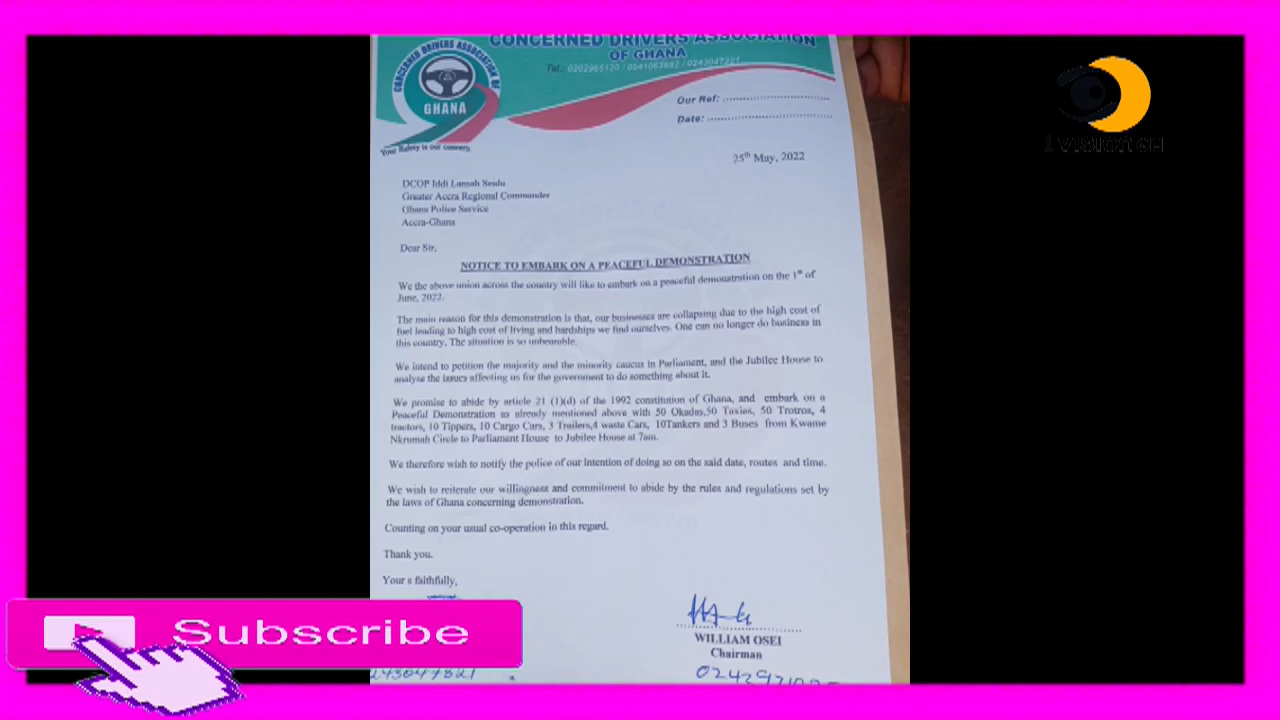 CONCERNED DRIVERS ASSOCIATION
OF GHANA
Tel.:
CONCERNED DRIVERS ASSOCIATION OF
GHANA
Your Safety is our concern
Our Ref:
Date:
1 VISION GH
25th May, 2022
DCOP Iddi Lansah Seidu
Greater Accra Regional Commander
Ghana Police Service
Accra-Ghana
Dear Sir,
NOTICE TO EMBARK ON A PEACEFUL DEMONSTRATION
We the above union across the country will like to embark on a peaceful demonstration on the 1st of
June, 2022.
The main reason for this demonstration is that, our businesses are collapsing due to the high cost of
fuel leading to high cost of living and hardships we find ourselves. One can no longer do business in
this country. The situation is so unbearable.
We intend to petition the majority and the minority caucus in Parliament, and the Jubilee House to
analyse the issues affecting us for the government to do something about it.
We promise to abide by article 21 (1)(d) of the 1992 constitution of Ghana, and embark on a
Peaceful Demonstration as already mentioned above with 50 Okadas,50 Taxies, 50 Trotros, 4
tractors, 10 Tippers, 10 Cargo Cars, 3 Trailers,4 waste Cars, 10Tankers and 3 Buses from Kwame
Nkrumah Circle to Parliament House to Jubilee House at 7am.
We therefore wish to notify the police of our Intention of doing so on the said date, routes and time.
We wish to reiterate our willingness and commitment to abide by the rules and regulations set by
the laws of Ghana concerning demonstration.
Counting on your usual co-operation in this regard.
Thank you.
Your s faithfully,
WILLIAM OSEI
Chairman
Subscribe